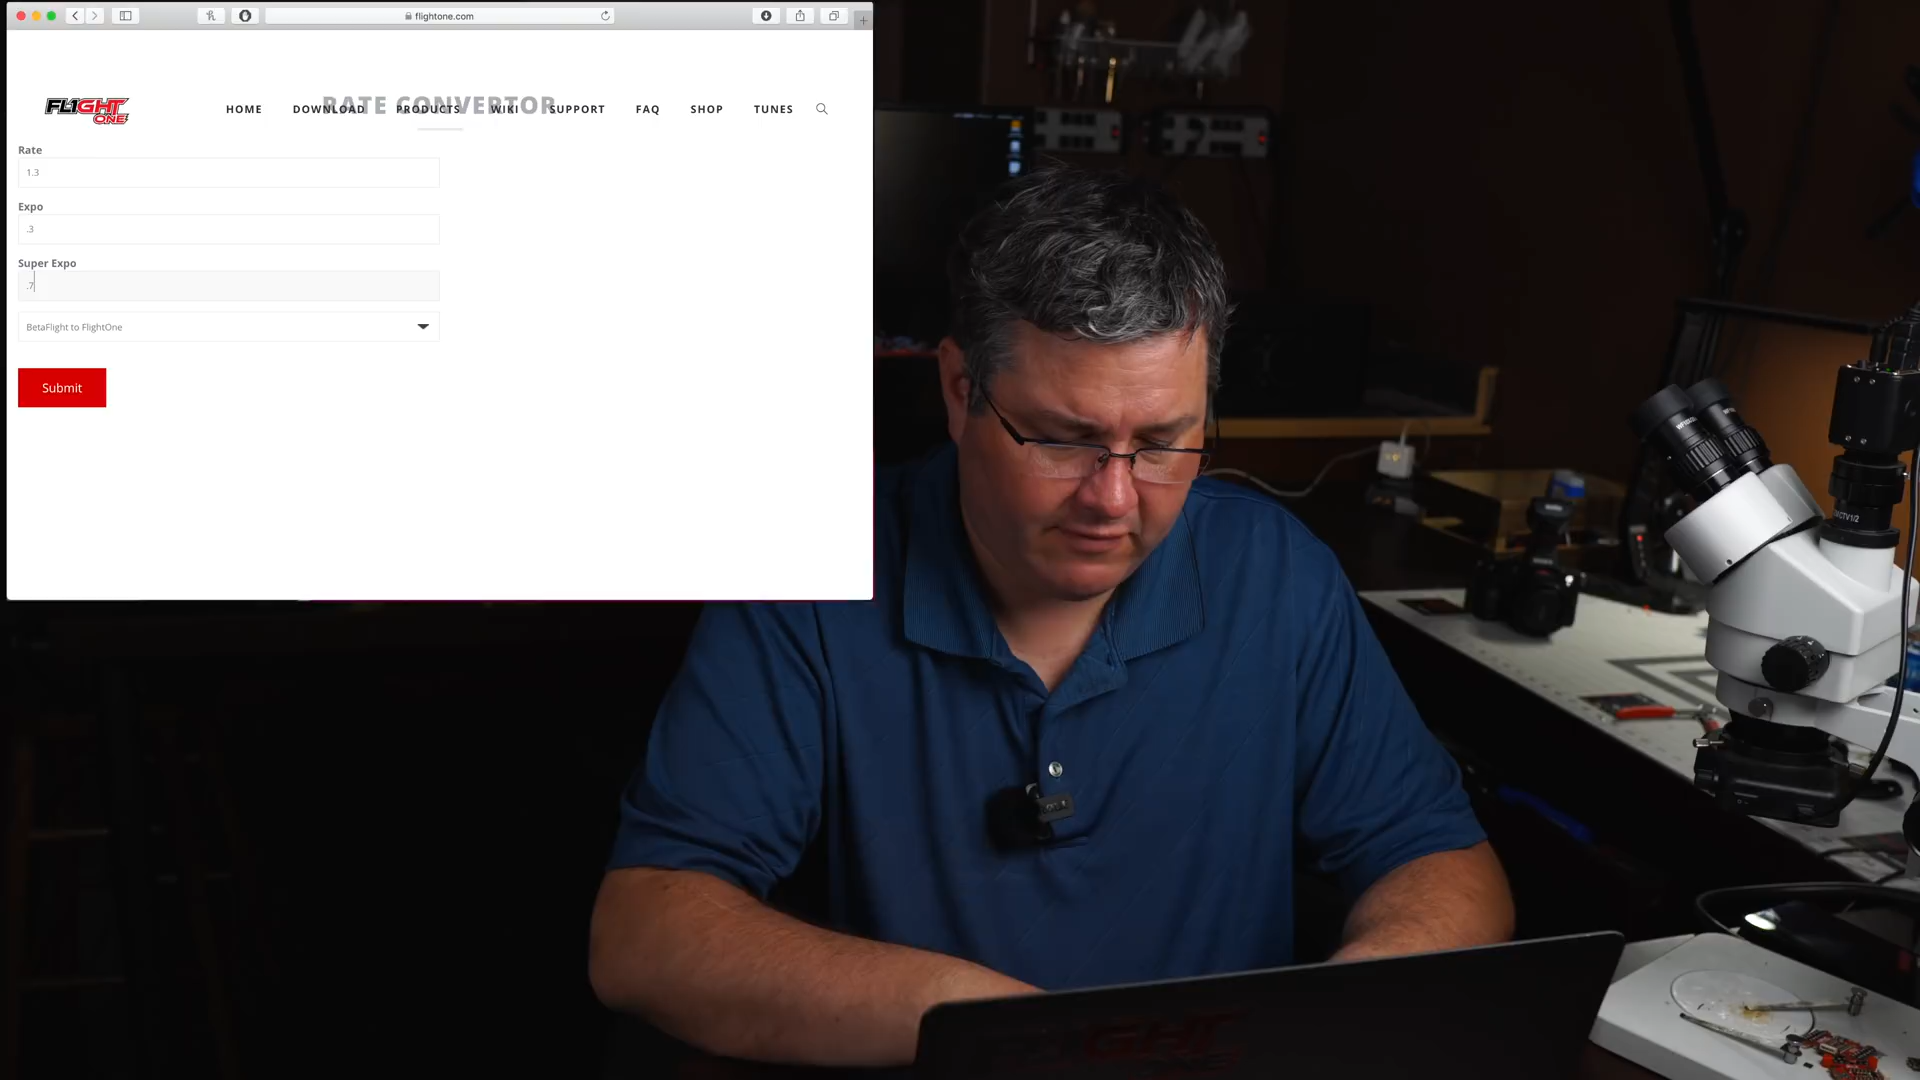 flightone.com
RATE CONVERTOR
FL1GHT ONE HOME DOWNLOAD PRODUCTS WIKI SUPPORT FAQ SHOP TUNES
Rate
1.3
Expo
.3
Super Expo
.7
BetaFlight to FlightOne
Submit